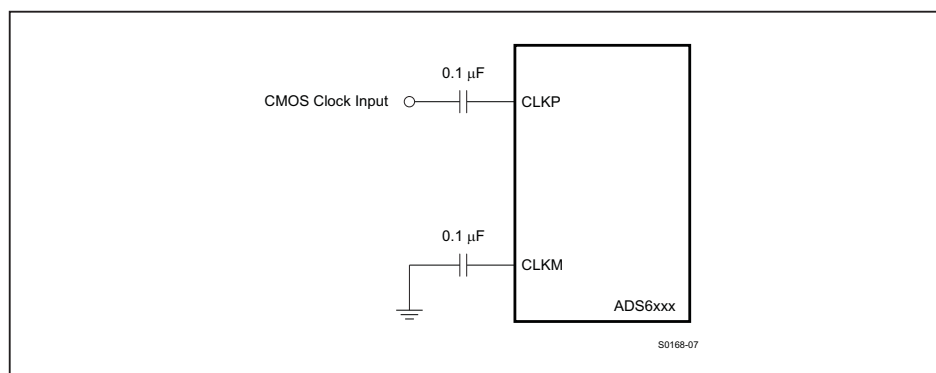 0.1 μF
CMOS Clock Input
CLKP
0.1 μF
CLKM
ADS6xxx
S0168-07